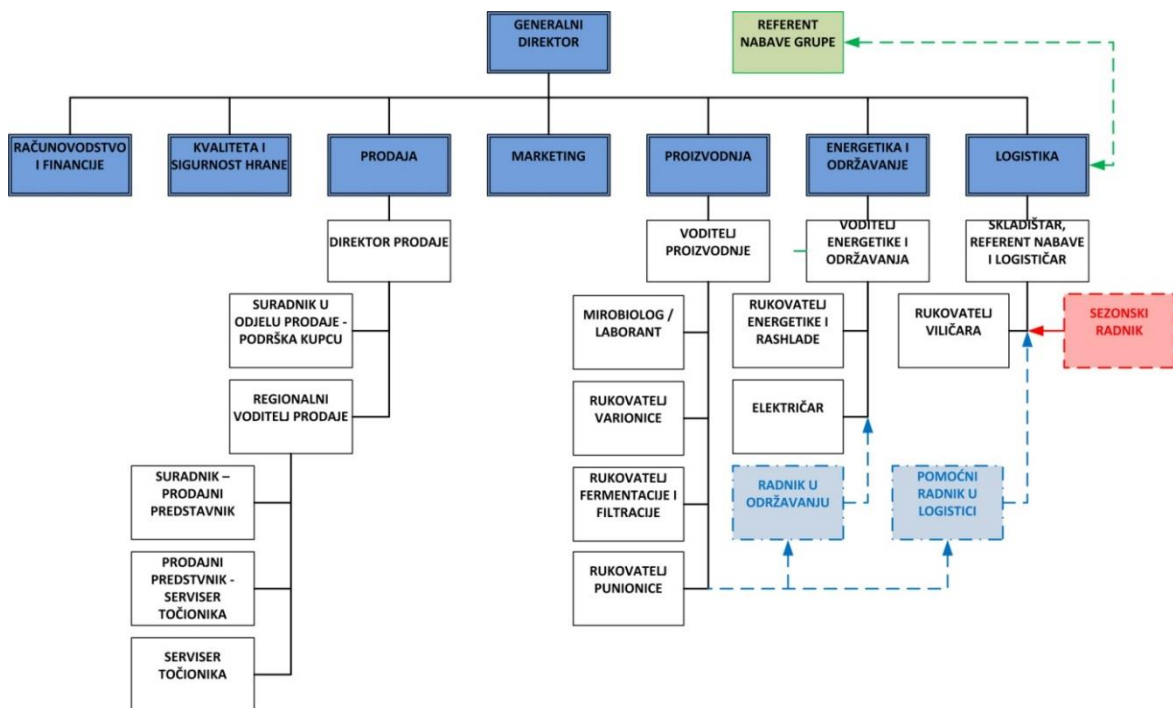 GENERALNI
DIREKTOR
REFERENT
NABAVE GRUPE
RAČUNOVODSTVO
I FINANCIJE
KVALITETA I
SIGURNOST HRANE
PRODAJA
MARKETING
PROIZVODNJA
ENERGETIKA I
ODRŽAVANJE
LOGISTIKA
DIREKTOR PRODAJE
VODITELJ
PROIZVODNJE
VODITELJ
ENERGETIKE I
ODRŽAVANJA
SKLADIŠTAR,
REFERENT NABAVE
I LOGISTIČAR
SURADNIK U
ODJELU PRODAJE -
PODRŠKA KUPCU
MIROBIOLOG /
LABORANT
RUKOVATELJ
ENERGETIKE I
RASHLADE
RUKOVATELJ
VILIČARA
SEZONSKI
RADNIK
REGIONALNI
VODITELJ PRODAJE
RUKOVATELJ
VARIONICE
ELEKTRIČAR
SURADNIK –
PRODAJNI
PREDSTAVNIK
RUKOVATELJ
FERMENTACIJE I
FILTRACIJE
RADNIK U
ODRŽAVANJU
POMOĆNI
RADNIK U
LOGISTICI
PRODAJNI
PREDSTVNIK -
SERVISER
TOČIONIKA
RUKOVATELJ
PUNIONICE
SERVISER
TOČIONIKA